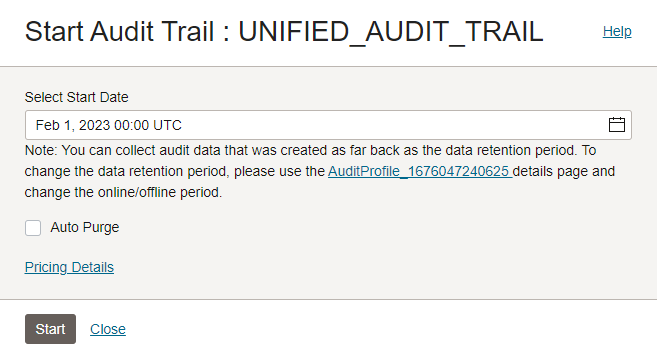 Start Audit Trail : UNIFIED_AUDIT_TRAIL
Help
Select Start Date
Feb 1, 2023 00:00 UTC
Note: You can collect audit data that was created as far back as the data retention period. To
change the data retention period, please use the AuditProfile_1676047240625 details page and
change the online/offline period.
Auto Purge
Pricing Details
Start
Close